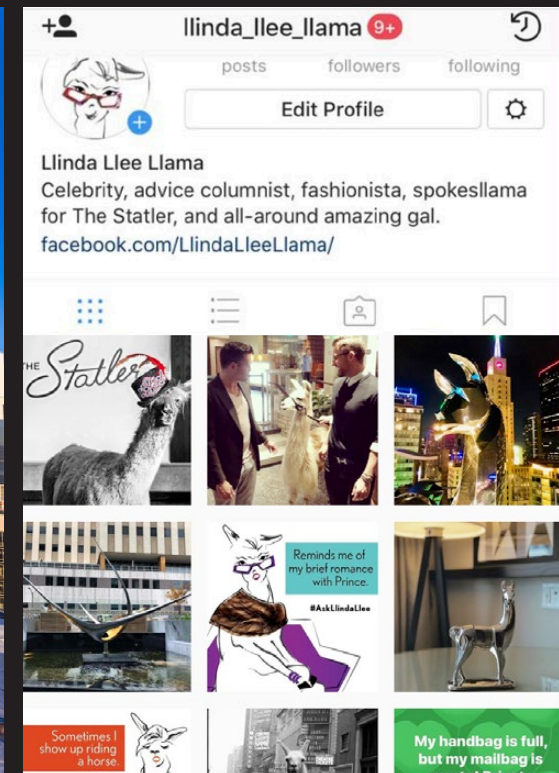 llinda_llee_llama 9+
posts followers following
Edit Profile
Llinda Llee Llama
Celebrity, advice columnist, fashionista, spokesllama
for The Statler, and all-around amazing gal.
facebook.com/LlindaLleeLlama/
THE Statler
Reminds me of
my brief romance
with Prince.
#AskLlindaLlee
Sometimes I
show up riding
a horse.
My handbag is full,
but my mailbag is